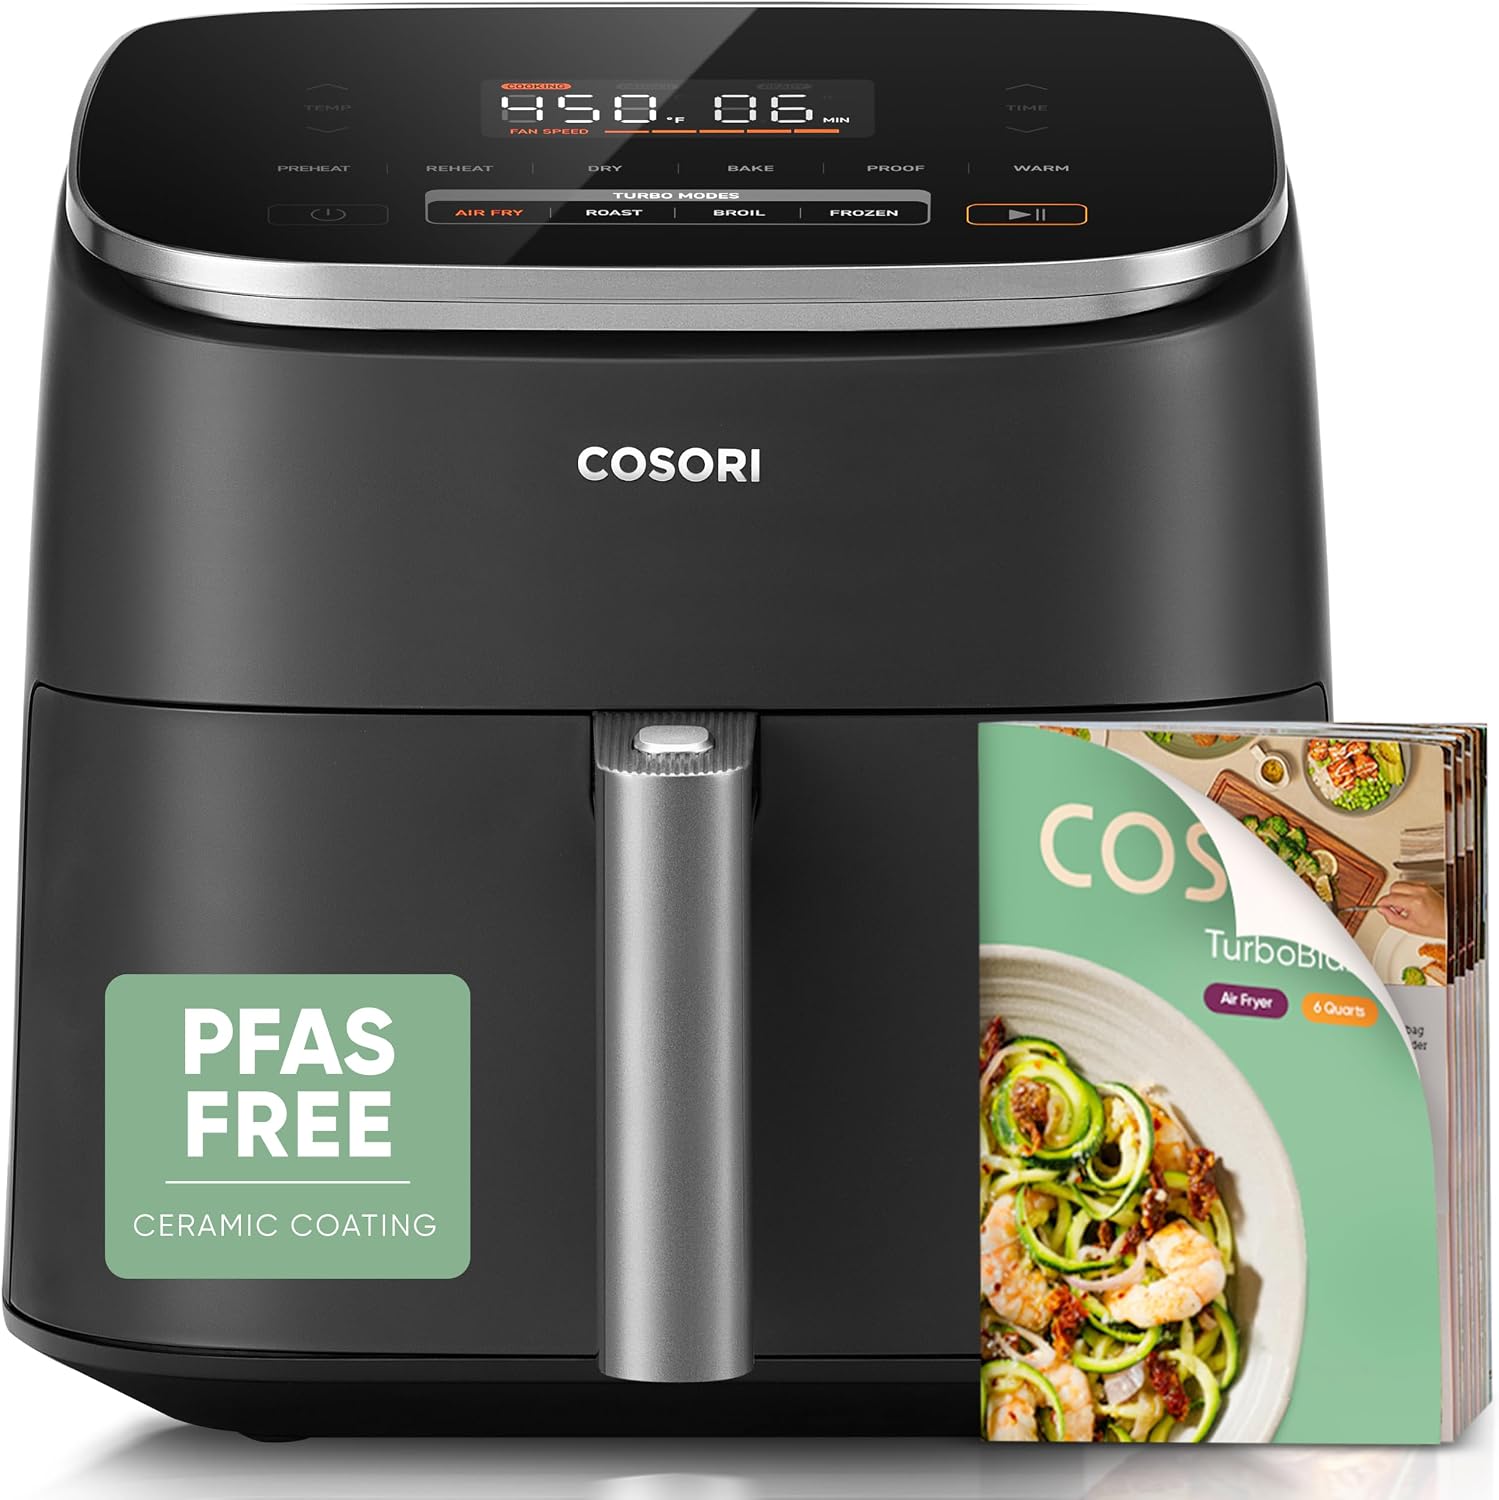 COOKING
TEMP
450 °F 06 MIN
TIME
FAN SPEED
PREHEAT | REHEAT | DRY | BAKE | PROOF | WARM
TURBO MODES
AIR FRY | ROAST | BROIL | FROZEN
COSORI
PFAS
FREE
CERAMIC COATING
COS
Air Fryer
6 Quarts